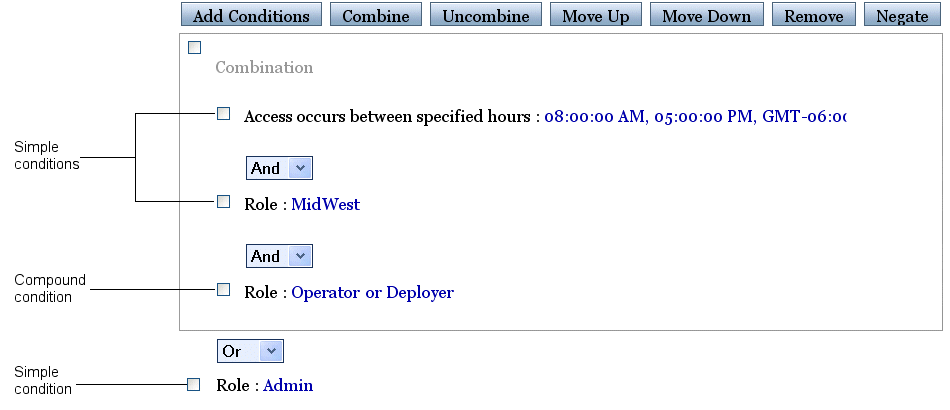 Add Conditions Combine Uncombine Move Up Move Down Remove Negate
Combination
Access occurs between specified hours : 08:00:00 AM, 05:00:00 PM, GMT-06:00
Simple
conditions
And
Role : MidWest
And
Compound
condition
Role : Operator or Deployer
Or
Simple
condition
Role : Admin